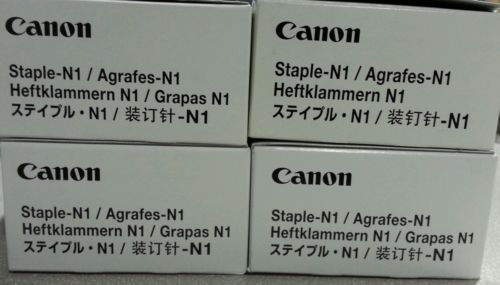 Canon
Staple-N1 / Agrafes-N1
Heftklammern N1 / Grapas N1
ステイプル・N1 / 装订针-N1
Canon
Staple-N1 / Agrafes-N1
Heftklammern N1
ステイプル・N1 / 装钉针-N1
Canon
Staple-N1 / Agrafes-N1
Heftklammern N1 / Grapas N1
ステイプル・N1 / 装订针-N1
Canon
Staple-N1 / Agrafes-N1
Heftklammern N1 / Grapas N1
ステイプル・N1 / 装订针-N1